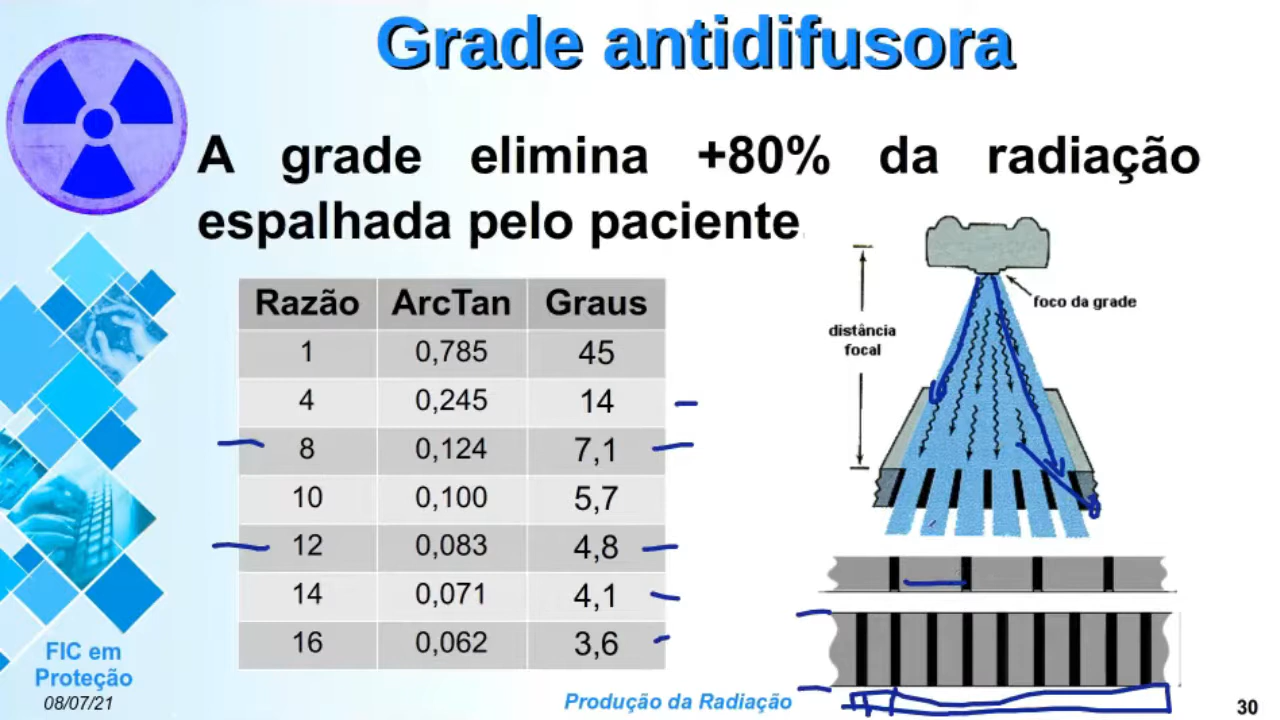 Grade antidifusora
A grade elimina +80% da radiação
espalhada pelo paciente
foco da grade
distância
focal
Razão ArcTan Graus
1 0,785 45
4 0,245 14
8 0,124 7,1
10 0,100 5,7
12 0,083 4,8
14 0,071 4,1
16 0,062 3,6
FIC em
Proteção
08/07/21
Produção da Radiação
30